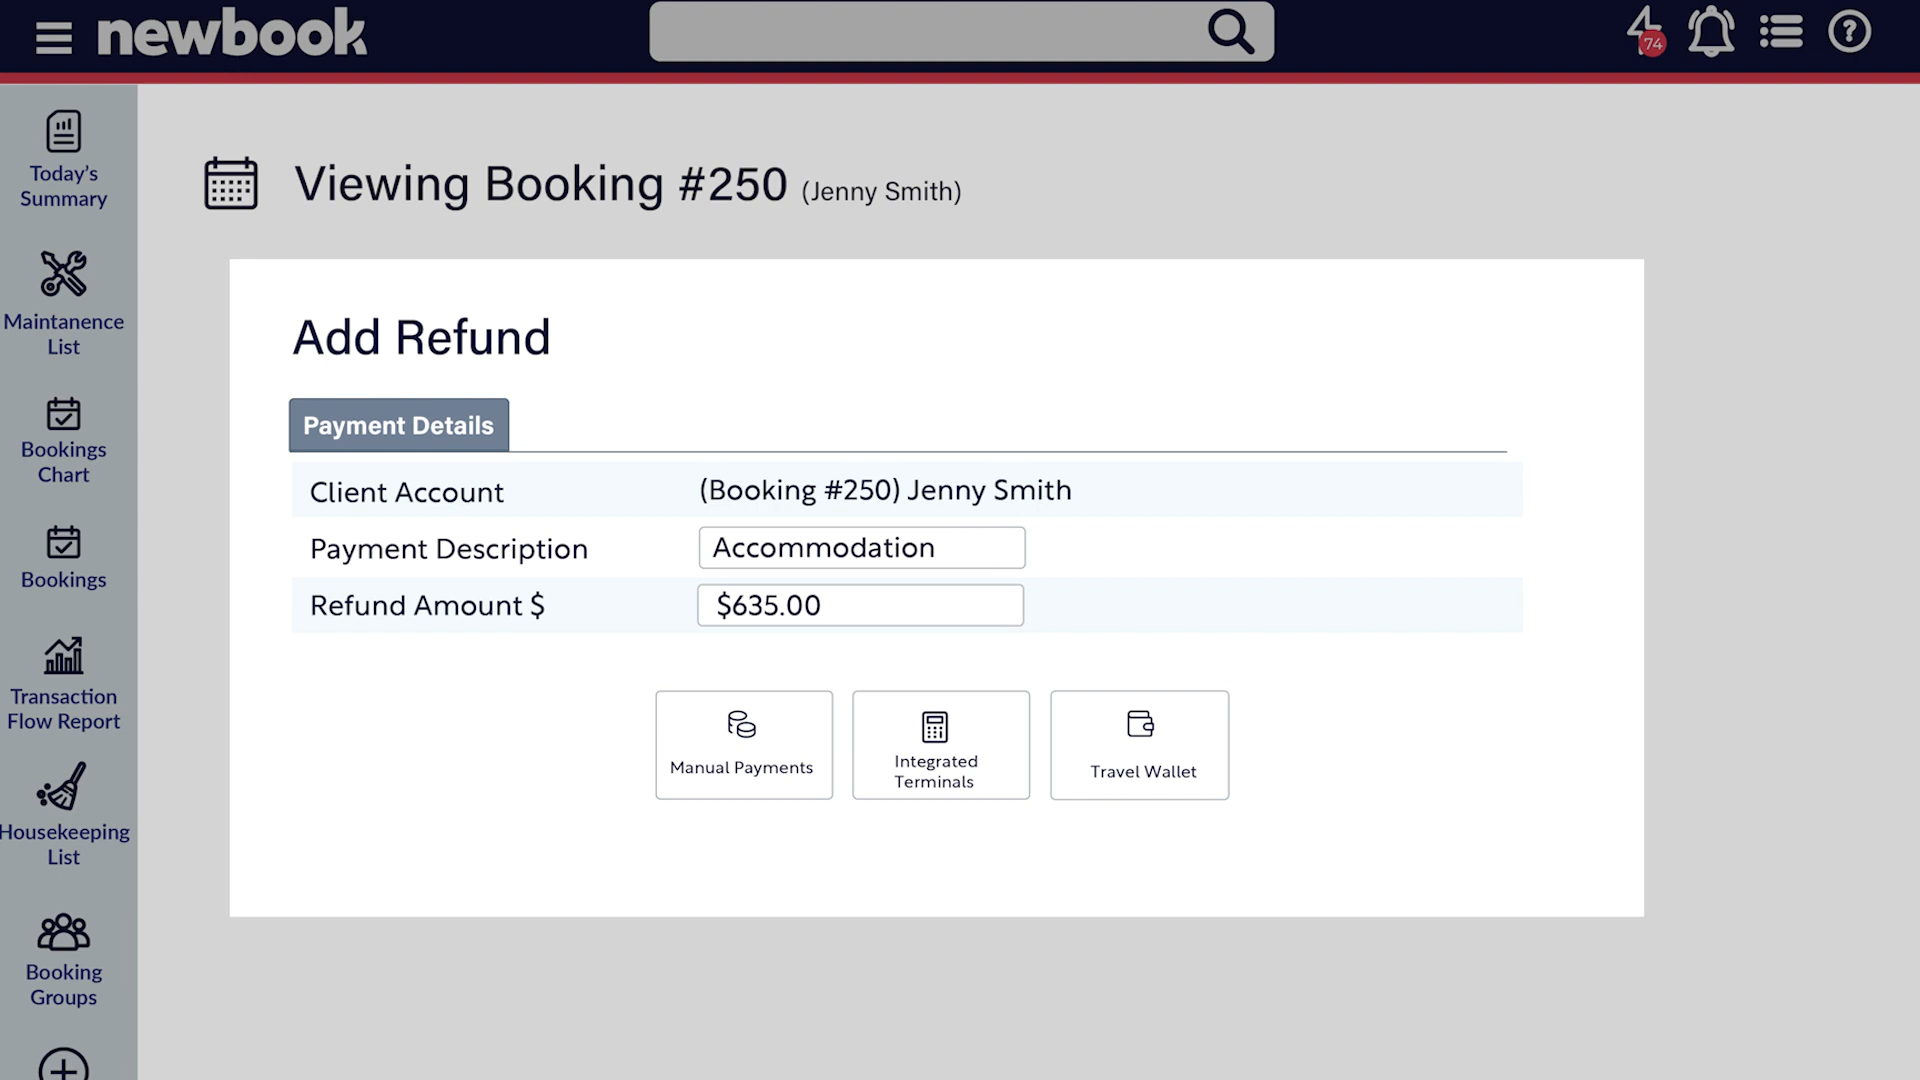 newbook
74
?
Today's
Summary
Maintanence
List
Bookings
Chart
Bookings
Transaction
Flow Report
Housekeeping
List
Booking
Groups
Viewing Booking #250 (Jenny Smith)
Add Refund
Payment Details
Client Account (Booking #250) Jenny Smith
Payment Description Accommodation
Refund Amount $ $635.00
Manual Payments
Integrated
Terminals
Travel Wallet